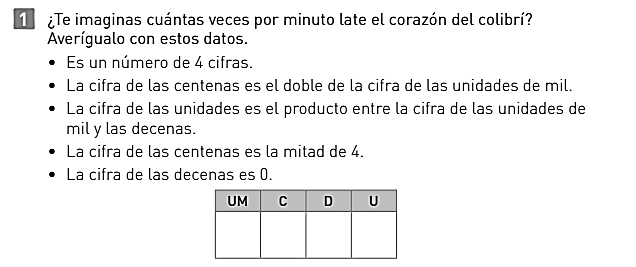 1 ¿Te imaginas cuántas veces por minuto late el corazón del colibrí?
Averígualo con estos datos.
• Es un número de 4 cifras.
• La cifra de las centenas es el doble de la cifra de las unidades de mil.
• La cifra de las unidades es el producto entre la cifra de las unidades de
mil y las decenas.
• La cifra de las centenas es la mitad de 4.
• La cifra de las decenas es 0.
UM C D U